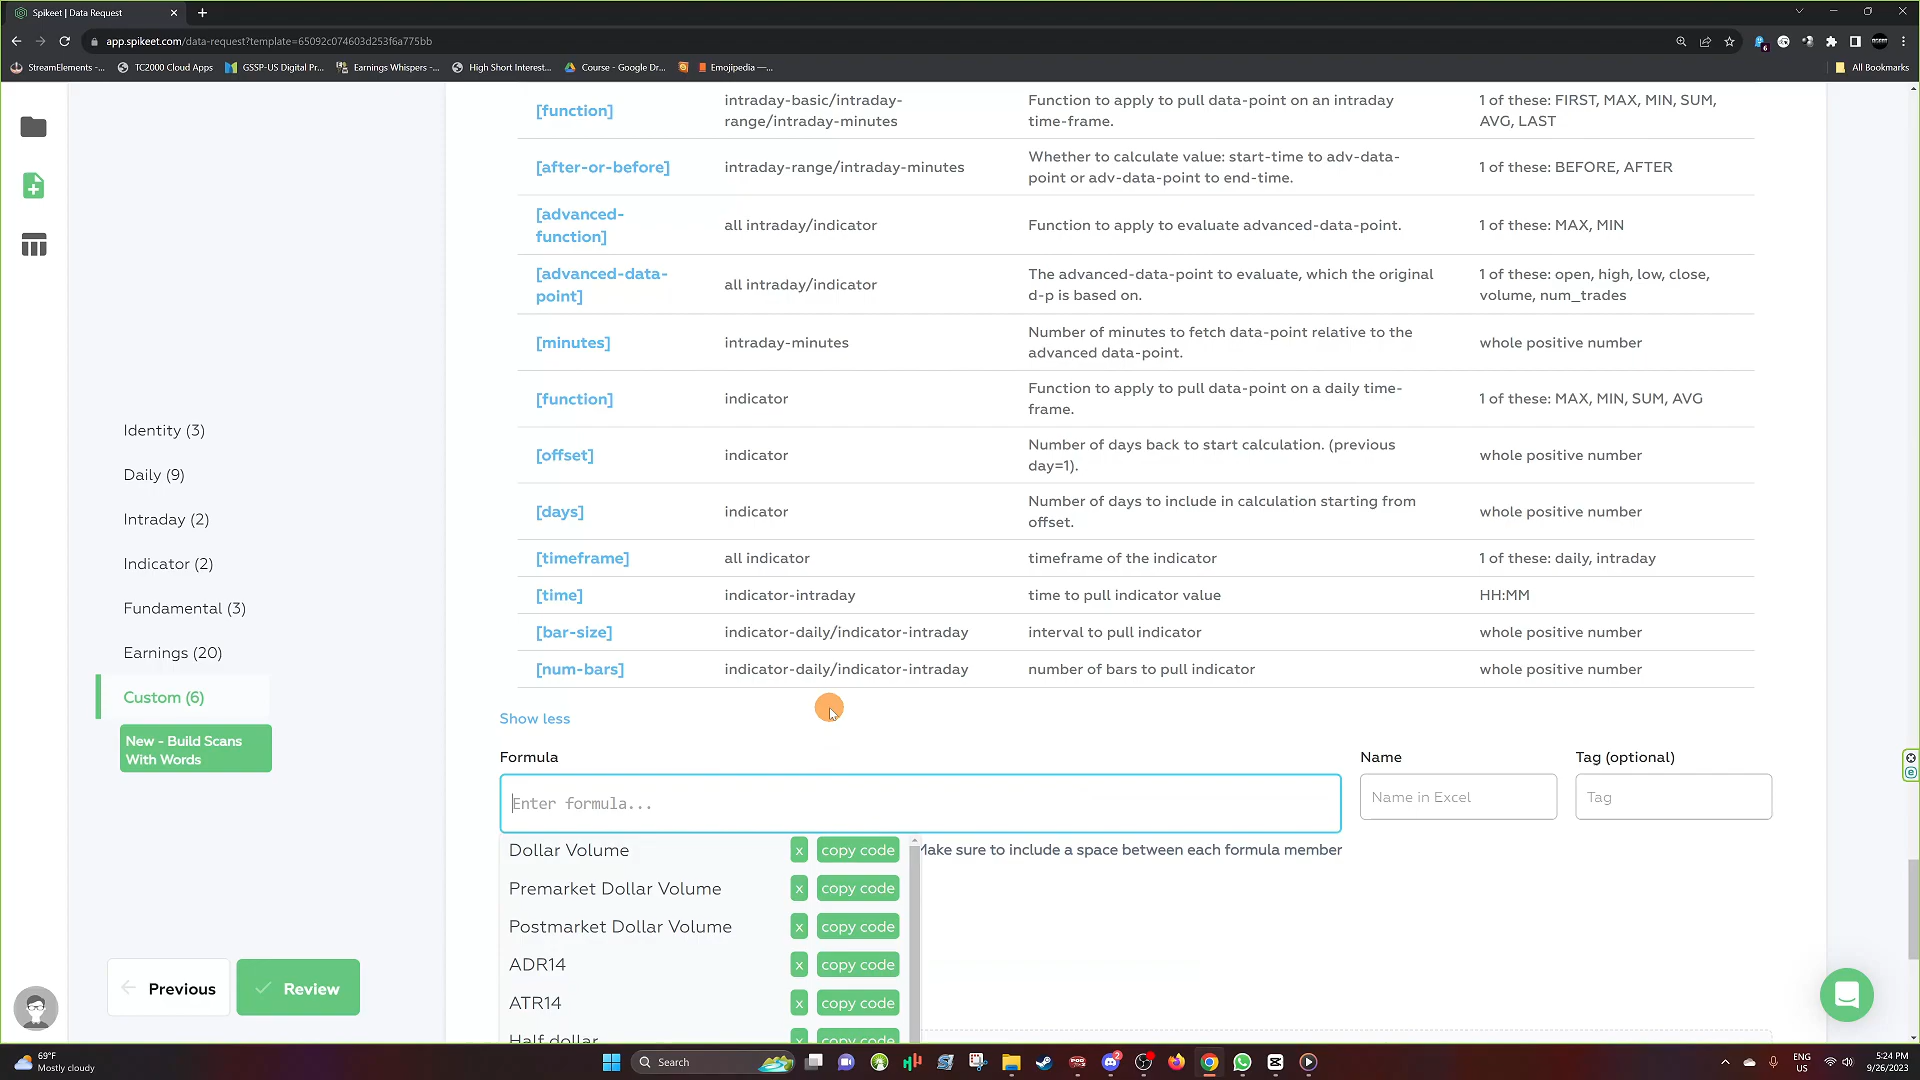 Spikeet | Data Request
app.spikeet.com/data-request?template=65092c074603d253f6a775bb
StreamElements -...
TC2000 Cloud Apps
GSSP-US Digital Pr...
Earnings Whispers -...
High Short Interest...
Course - Google Dr...
Emojipedia —...
All Bookmarks
[function]
intraday-basic/intraday-
range/intraday-minutes
Function to apply to pull data-point on an intraday
time-frame.
1 of these: FIRST, MAX, MIN, SUM,
AVG, LAST
[after-or-before]
intraday-range/intraday-minutes
Whether to calculate value: start-time to adv-data-
point or adv-data-point to end-time.
1 of these: BEFORE, AFTER
[advanced-
function]
all intraday/indicator
Function to apply to evaluate advanced-data-point.
1 of these: MAX, MIN
[advanced-data-
point]
all intraday/indicator
The advanced-data-point to evaluate, which the original
d-p is based on.
1 of these: open, high, low, close,
volume, num_trades
[minutes]
intraday-minutes
Number of minutes to fetch data-point relative to the
advanced data-point.
whole positive number
[function]
indicator
Function to apply to pull data-point on a daily time-
frame.
1 of these: MAX, MIN, SUM, AVG
[offset]
indicator
Number of days back to start calculation. (previous
day=1).
whole positive number
[days]
indicator
Number of days to include in calculation starting from
offset.
whole positive number
[timeframe]
all indicator
timeframe of the indicator
1 of these: daily, intraday
[time]
indicator-intraday
time to pull indicator value
HH:MM
[bar-size]
indicator-daily/indicator-intraday
interval to pull indicator
whole positive number
[num-bars]
indicator-daily/indicator-intraday
number of bars to pull indicator
whole positive number
Identity (3)
Daily (9)
Intraday (2)
Indicator (2)
Fundamental (3)
Earnings (20)
Custom (6)
New - Build Scans
With Words
Previous
Review
Show less
Formula
Name
Tag (optional)
Enter formula...
Name in Excel
Tag
Dollar Volume
x
copy code
Make sure to include a space between each formula member
Premarket Dollar Volume
x
copy code
Postmarket Dollar Volume
x
copy code
ADR14
x
copy code
ATR14
x
copy code
Half dollar
x
copy code
69°F
Mostly cloudy
Search
ENG
US
5:24 PM
9/26/2023